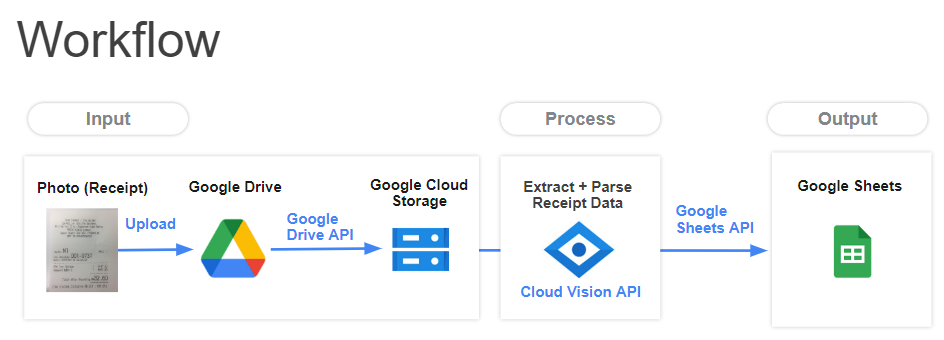 Workflow
Input
Process
Output
Photo (Receipt)
Upload
Google Drive
Google
Drive API
Google Cloud
Storage
Extract + Parse
Receipt Data
Cloud Vision API
Google
Sheets API
Google Sheets